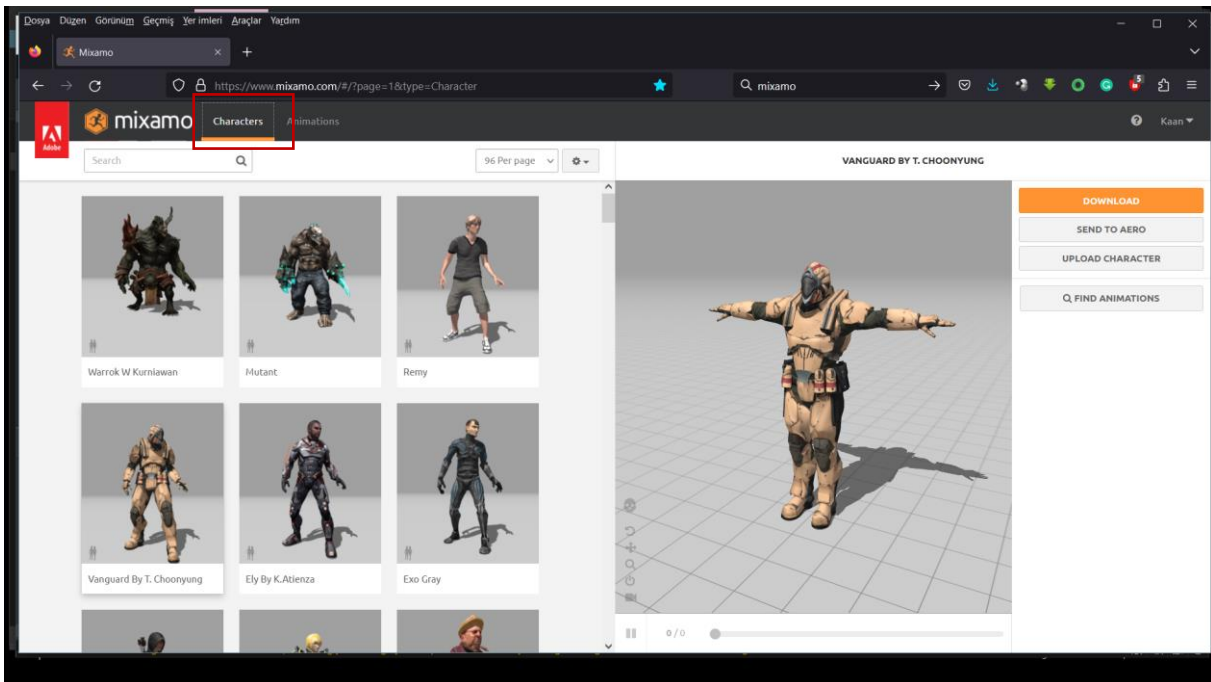 Dosya Düzen Görünüm Geçmiş Yer imleri Araçlar Yardım
Mixamo
https://www.mixamo.com/#/?page=1&type=Character
mixamo
5
Adobe
mixamo Characters Animations
Kaan
Search
96 Per page
VANGUARD BY T. CHOONYUNG
DOWNLOAD
SEND TO AERO
UPLOAD CHARACTER
FIND ANIMATIONS
Warrok W Kurniawan
Mutant
Remy
Vanguard By T. Choonyung
Ely By K.Atienza
Exo Gray
0/0